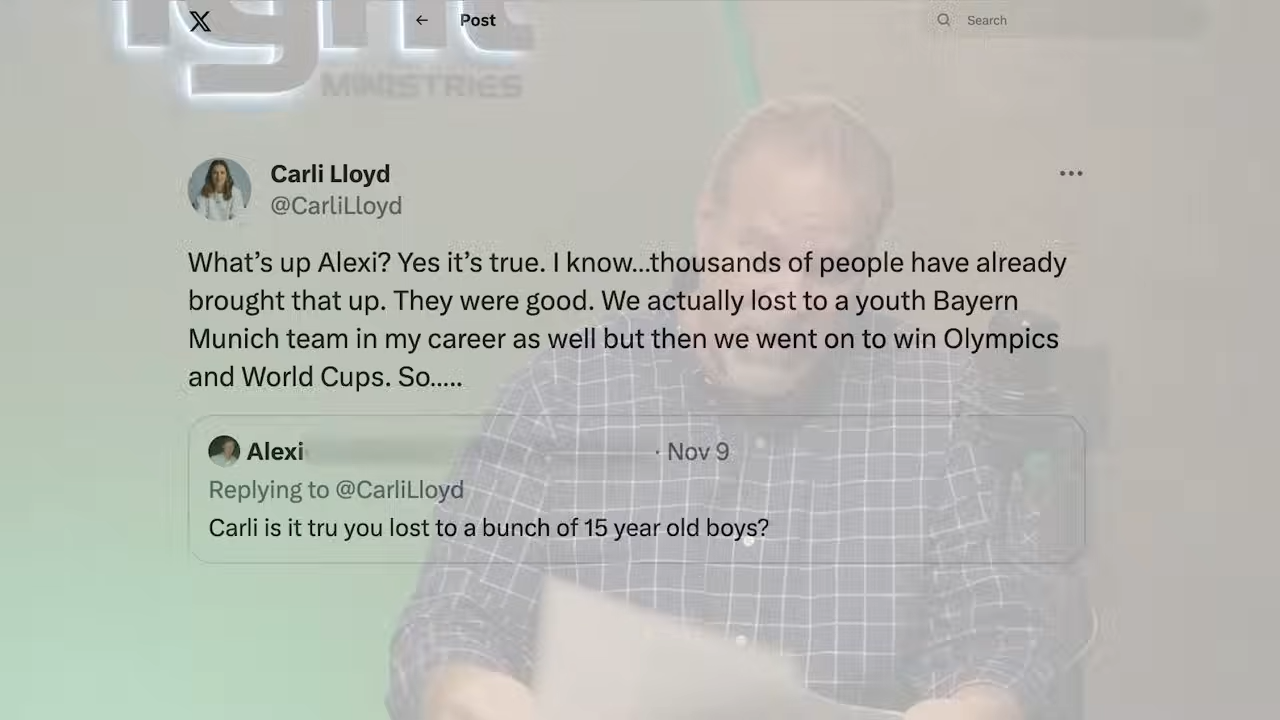 ight
MINISTRIES
Post
Search
Carli Lloyd
@CarliLloyd
What’s up Alexi? Yes it’s true. I know...thousands of people have already
brought that up. They were good. We actually lost to a youth Bayern
Munich team in my career as well but then we went on to win Olympics
and World Cups. So.....
Alexi
· Nov 9
Replying to @CarliLloyd
Carli is it tru you lost to a bunch of 15 year old boys?